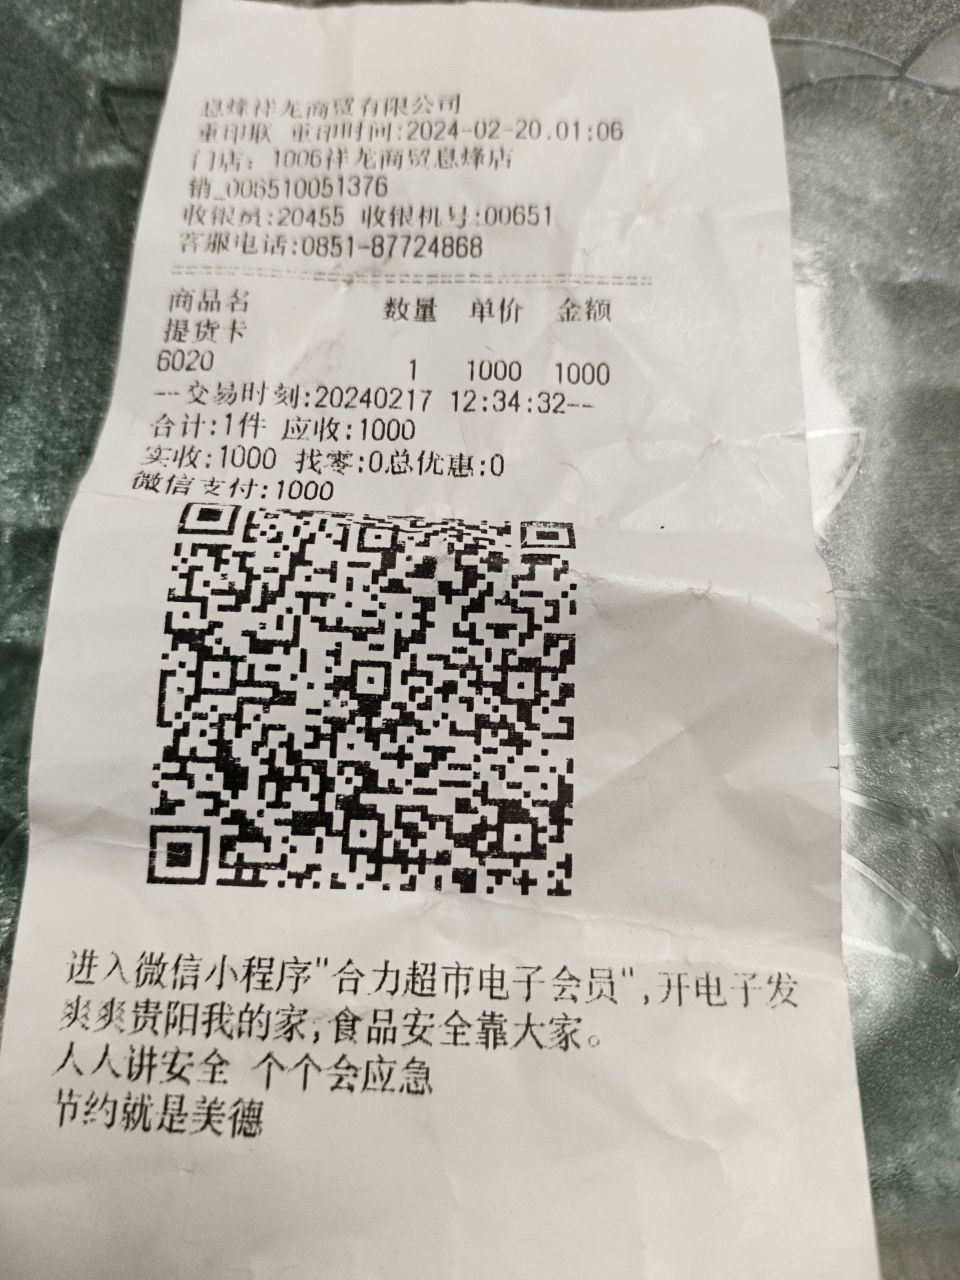 息烽祥龙商贸有限公司
重印联 重印时间:2024-02-20.01:06
门店: 1006祥龙商贸息烽店
销_006510051376
收银员:20455 收银机号:00651
客服电话:0851-87724868
商品名 数量 单价 金额
提货卡
6020 1 1000 1000
--交易时刻:20240217 12:34:32--
合计:1件 应收:1000
实收:1000 找零:0总优惠:0
微信支付:1000
进入微信小程序"合力超市电子会员",开电子发
爽爽贵阳我的家,食品安全靠大家。
人人讲安全 个个会应急
节约就是美德